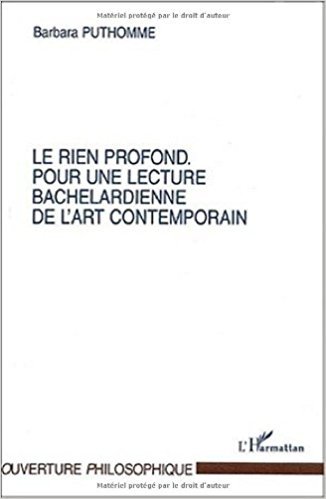 Matériel protégé par le droit d'auteur
Barbara PUTHOMME
LE RIEN PROFOND.
POUR UNE LECTURE
BACHELARDIENNE
DE L'ART CONTEMPORAIN
L'Harmattan
OUVERTURE PHILOSOPHIQUE
Matériel protégé par le droit d'auteur